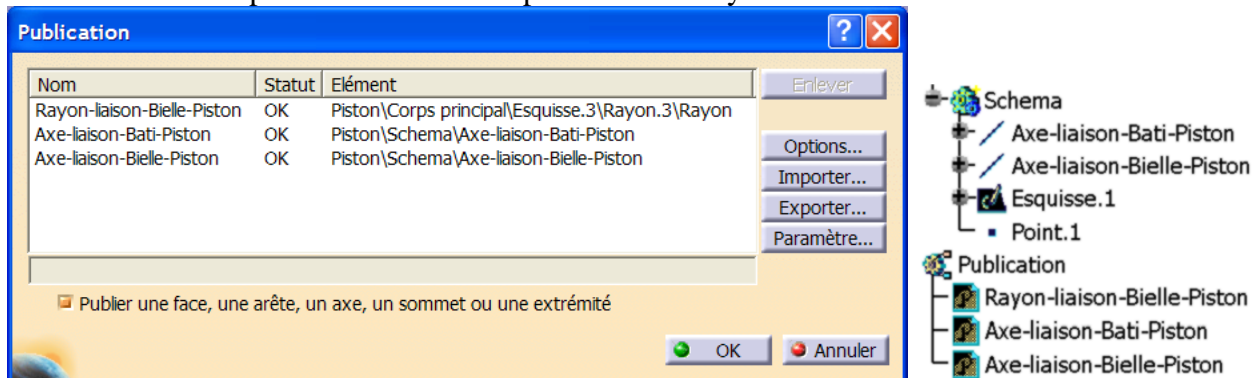 Publication
Nom Statut Elément
Rayon-liaison-Bielle-Piston OK Piston\Corps principal\Esquisse.3\Rayon.3\Rayon
Axe-liaison-Bati-Piston OK Piston\Schema\Axe-liaison-Bati-Piston
Axe-liaison-Bielle-Piston OK Piston\Schema\Axe-liaison-Bielle-Piston
Enlever
Options...
Importer...
Exporter...
Paramètre...
Publier une face, une arête, un axe, un sommet ou une extrémité
OK Annuler
Schema
Axe-liaison-Bati-Piston
Axe-liaison-Bielle-Piston
Esquisse.1
Point.1
Publication
Rayon-liaison-Bielle-Piston
Axe-liaison-Bati-Piston
Axe-liaison-Bielle-Piston